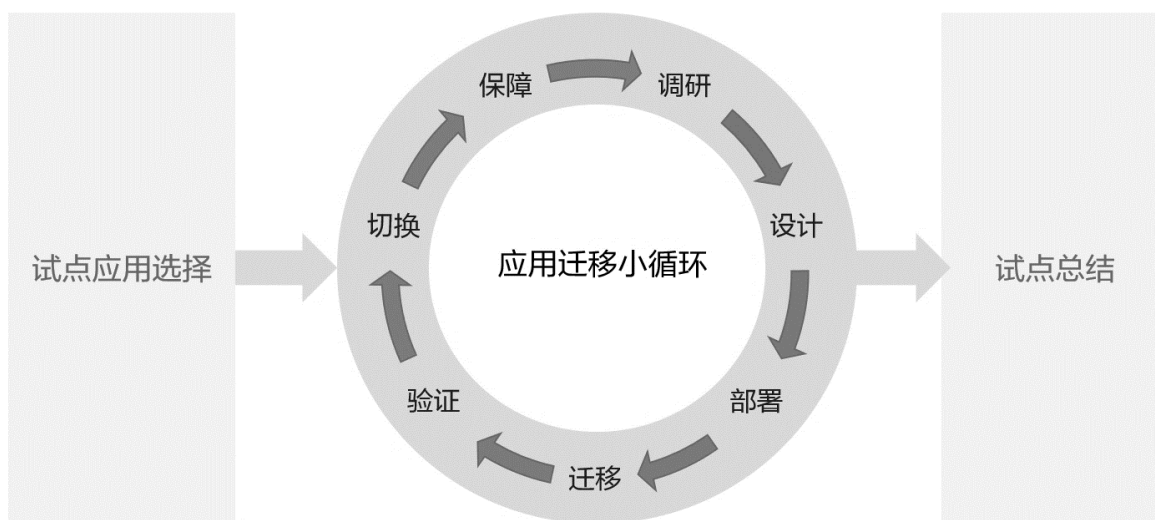 保障
调研
切换
设计
试点应用选择
应用迁移小循环
试点总结
验证
部署
迁移